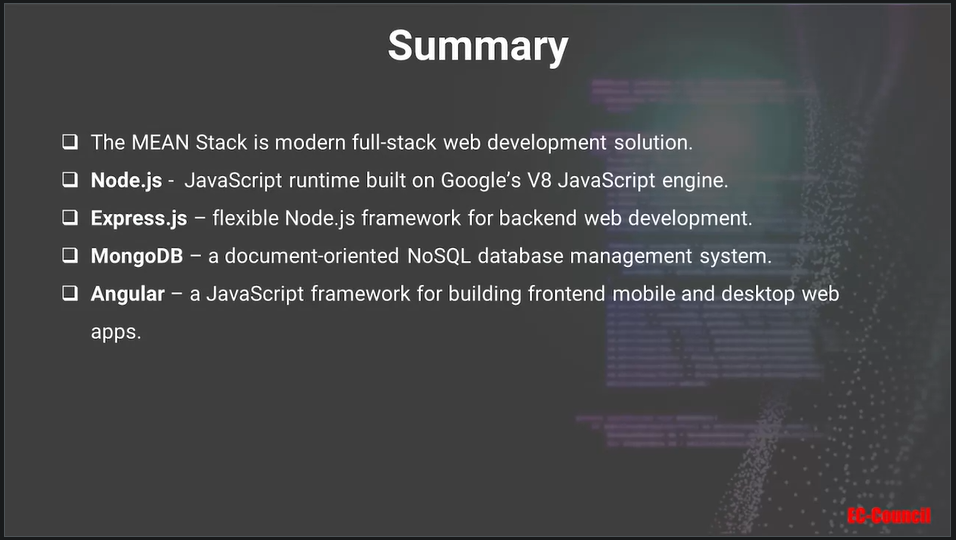 Summary
❑ The MEAN Stack is modern full-stack web development solution.
❑ Node.js -  JavaScript runtime built on Google’s V8 JavaScript engine.
❑ Express.js – flexible Node.js framework for backend web development.
❑ MongoDB – a document-oriented NoSQL database management system.
❑ Angular – a JavaScript framework for building frontend mobile and desktop web
apps.
EC-Council